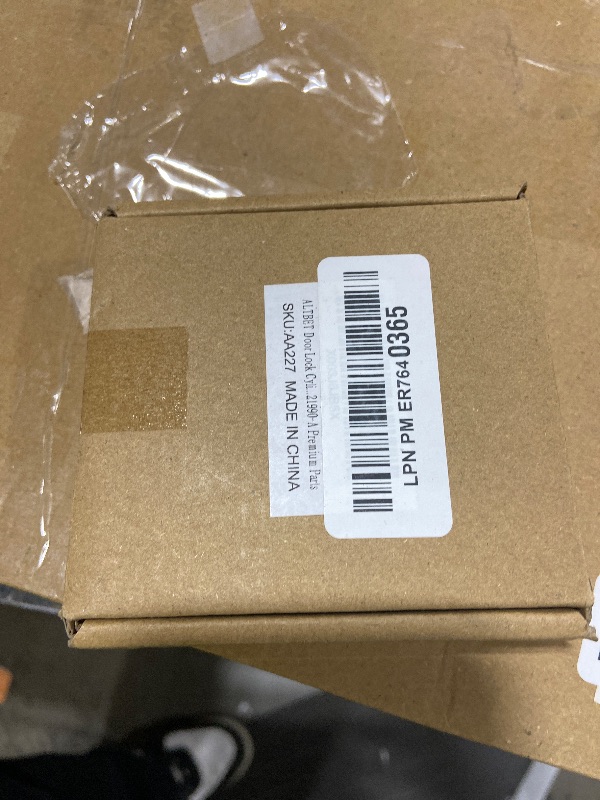 ALTBET Door Lock Cyli..21990-A Premium Parts
SKU:AA227 MADE IN CHINA
LPN PM ER7640365